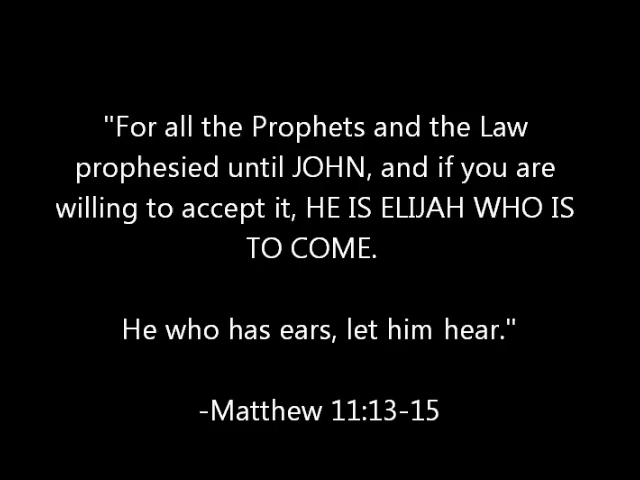 "For all the Prophets and the Law
prophesied until JOHN, and if you are
willing to accept it, HE IS ELIJAH WHO IS
TO COME.
He who has ears, let him hear."
-Matthew 11:13-15